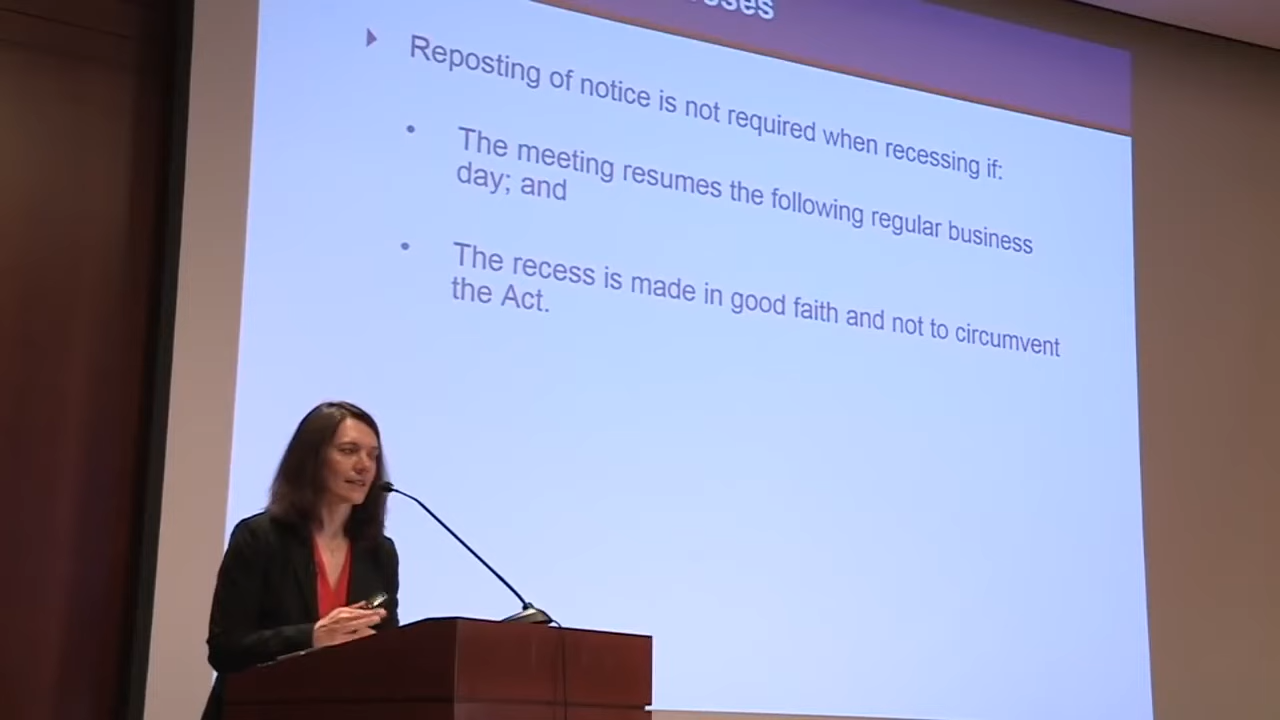 Reposting of notice is not required when recessing if:
The meeting resumes the following regular business
day; and
The recess is made in good faith and not to circumvent
the Act.